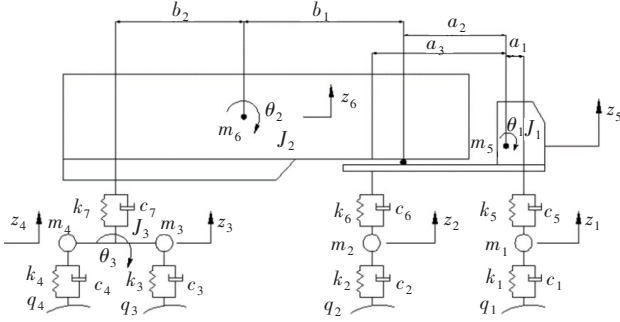 b₂ b₁ a₂
a₃ a₁
θ₂ z₆ z₅
m₆ J₂ m₅ θ₁ J₁
k₇ c₇ k₆ c₆ k₅ c₅
z₄ m₄ J₃ m₃ z₃ z₂ z₁
θ₃ m₂ m₁
k₄ c₄ k₃ c₃ k₂ c₂ k₁ c₁
q₄ q₃ q₂ q₁